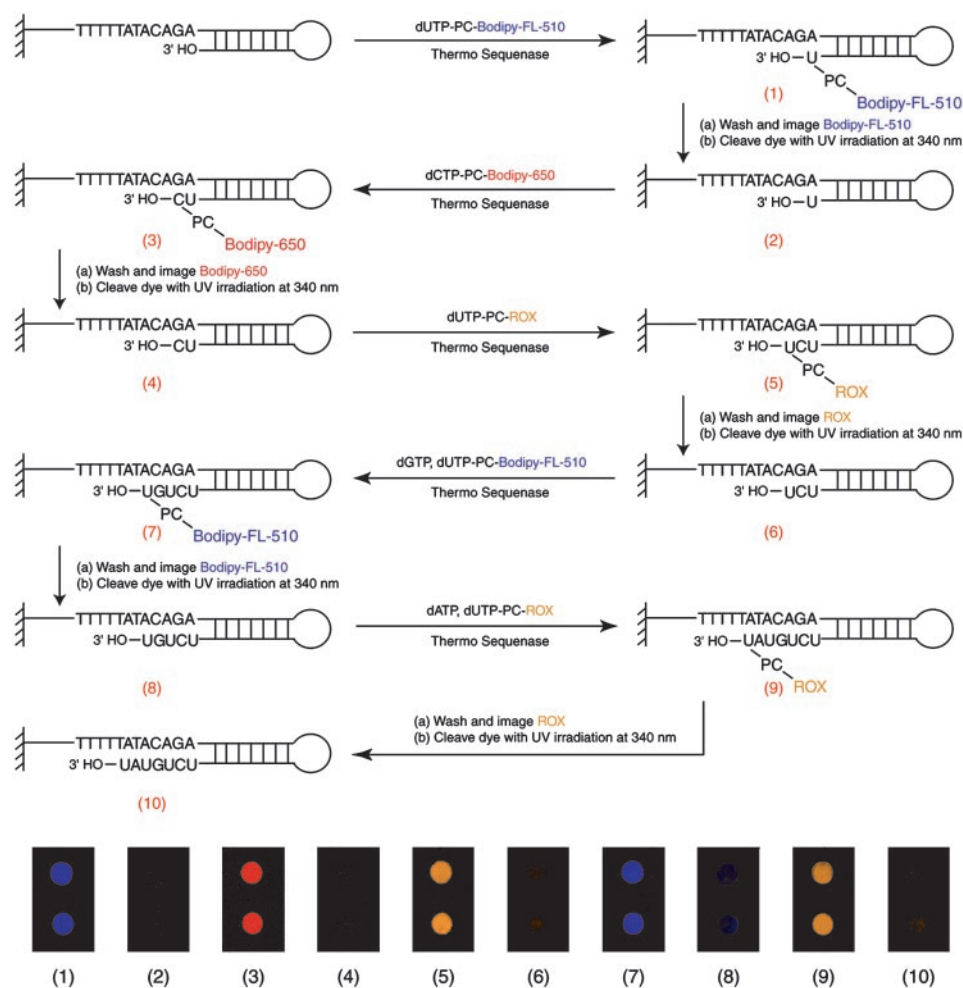 TTTTTATACAGA
3' HO
dUTP-PC-Bodipy-FL-510
Thermo Sequenase
TTTTTATACAGA
3' HO—U
PC
Bodipy-FL-510
(1)
(a) Wash and image Bodipy-FL-510
(b) Cleave dye with UV irradiation at 340 nm
TTTTTATACAGA
3' HO—U
(2)
dCTP-PC-Bodipy-650
Thermo Sequenase
TTTTTATACAGA
3' HO—CU
PC
Bodipy-650
(3)
(a) Wash and image Bodipy-650
(b) Cleave dye with UV irradiation at 340 nm
TTTTTATACAGA
3' HO—CU
(4)
dUTP-PC-ROX
Thermo Sequenase
TTTTTATACAGA
3' HO—UCU
PC
ROX
(5)
(a) Wash and image ROX
(b) Cleave dye with UV irradiation at 340 nm
TTTTTATACAGA
3' HO—UCU
(6)
dGTP, dUTP-PC-Bodipy-FL-510
Thermo Sequenase
TTTTTATACAGA
3' HO—UGUCU
PC
Bodipy-FL-510
(7)
(a) Wash and image Bodipy-FL-510
(b) Cleave dye with UV irradiation at 340 nm
TTTTTATACAGA
3' HO—UGUCU
(8)
dATP, dUTP-PC-ROX
Thermo Sequenase
TTTTTATACAGA
3' HO—UAUGUCU
PC
ROX
(9)
(a) Wash and image ROX
(b) Cleave dye with UV irradiation at 340 nm
TTTTTATACAGA
3' HO—UAUGUCU
(10)
(1) (2) (3) (4) (5) (6) (7) (8) (9) (10)